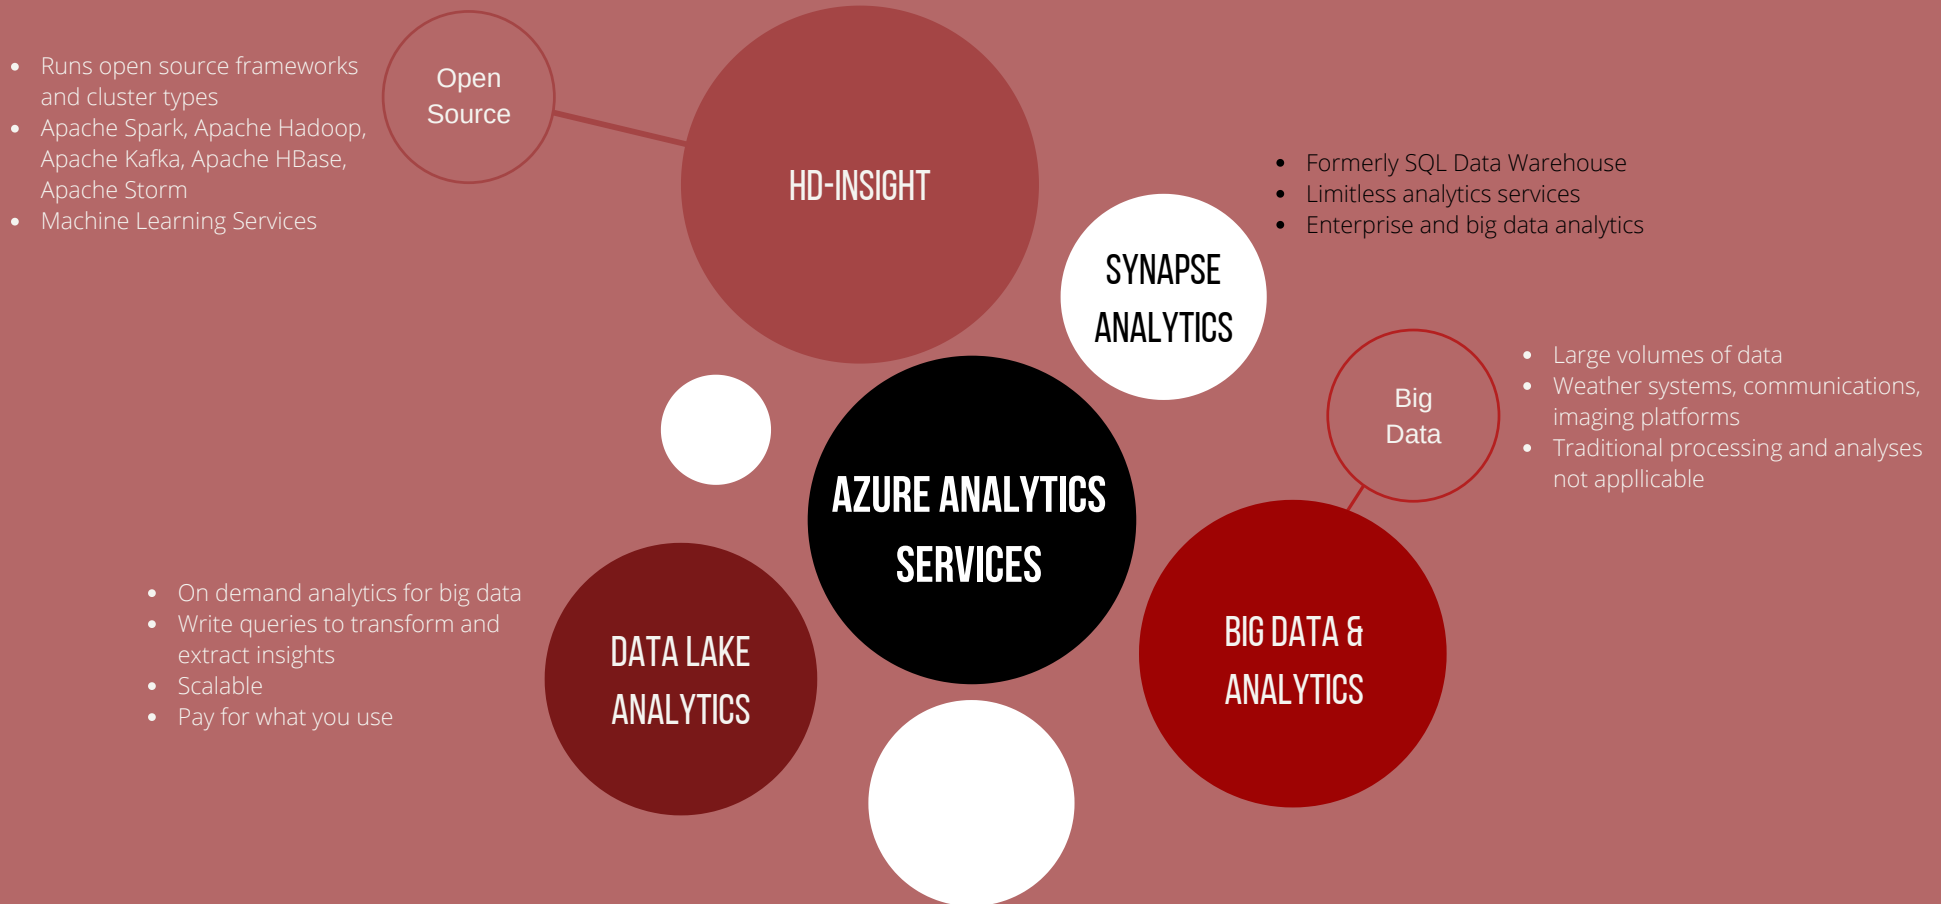 Open
Source
• Runs open source frameworks
and cluster types
• Apache Spark, Apache Hadoop,
Apache Kafka, Apache HBase,
Apache Storm
• Machine Learning Services
HD-INSIGHT
• Formerly SQL Data Warehouse
• Limitless analytics services
• Enterprise and big data analytics
SYNAPSE
ANALYTICS
Big
Data
• Large volumes of data
• Weather systems, communications,
imaging platforms
• Traditional processing and analyses
not appllicable
AZURE ANALYTICS
SERVICES
• On demand analytics for big data
• Write queries to transform and
extract insights
• Scalable
• Pay for what you use
DATA LAKE
ANALYTICS
BIG DATA &
ANALYTICS